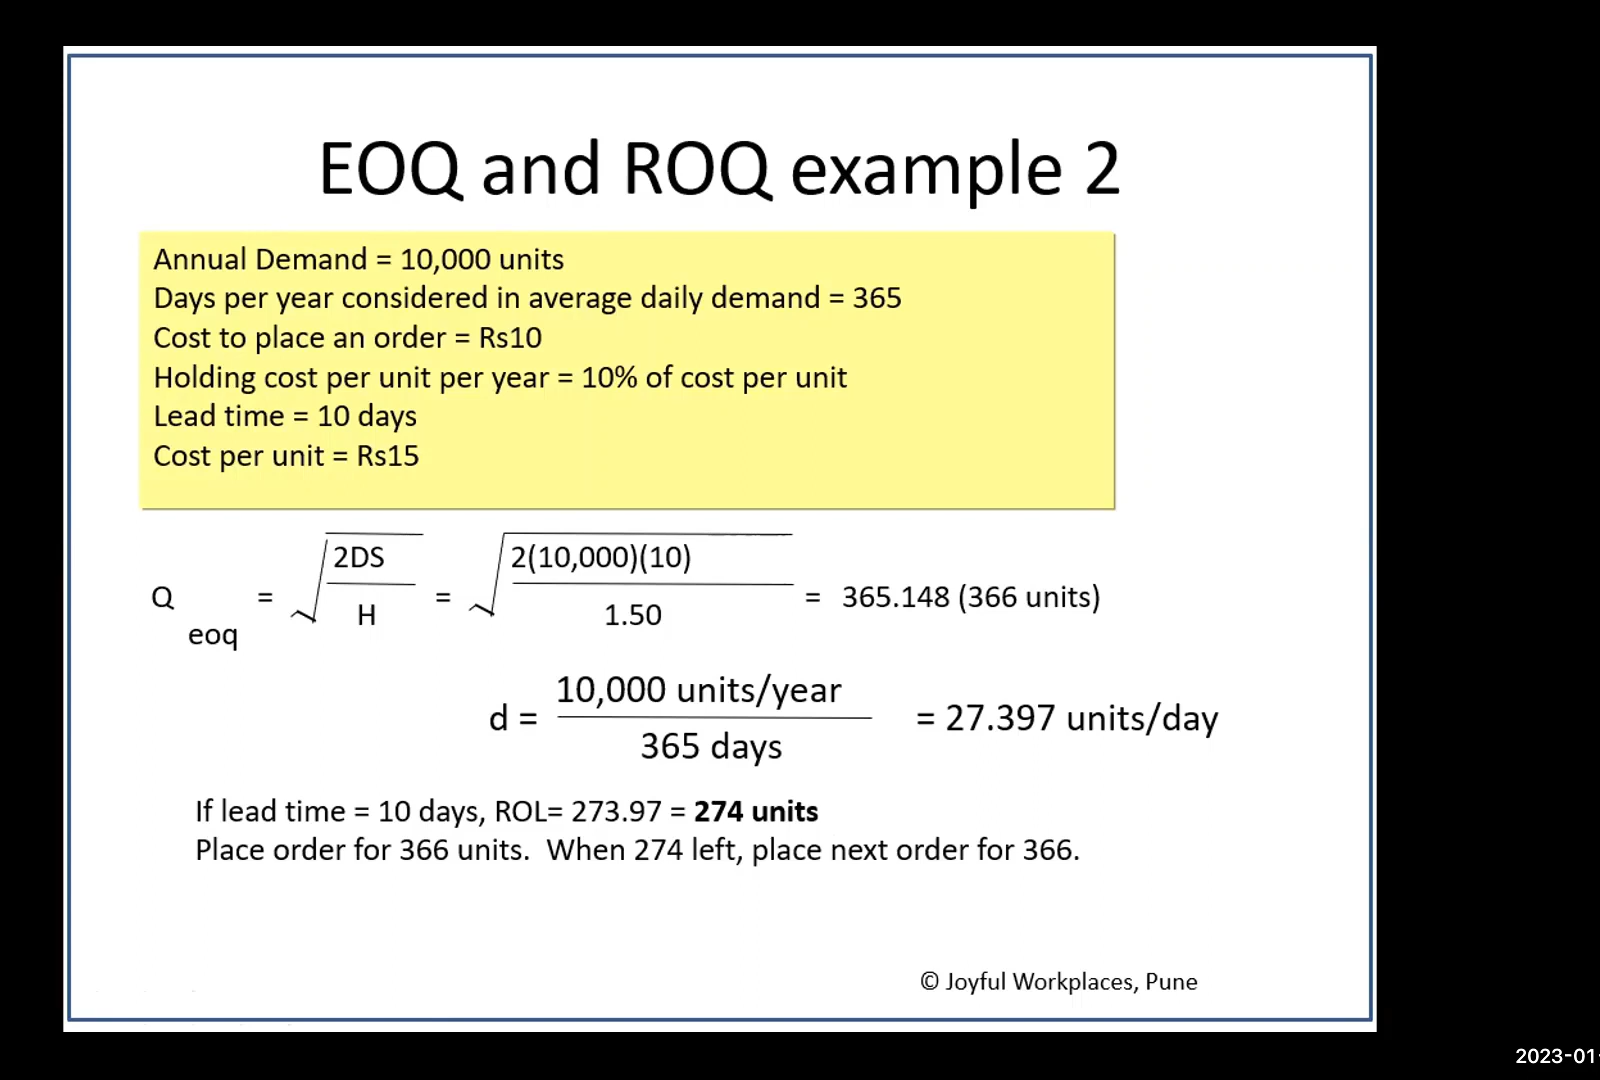 EOQ and ROQ example 2
Annual Demand = 10,000 units
Days per year considered in average daily demand = 365
Cost to place an order = Rs10
Holding cost per unit per year = 10% of cost per unit
Lead time = 10 days
Cost per unit = Rs15
Q eoq = √ 2DS / H = √ 2(10,000)(10) / 1.50 = 365.148 (366 units)
d = 10,000 units/year / 365 days = 27.397 units/day
If lead time = 10 days, ROL= 273.97 = 274 units
Place order for 366 units. When 274 left, place next order for 366.
© Joyful Workplaces, Pune
2023-01-